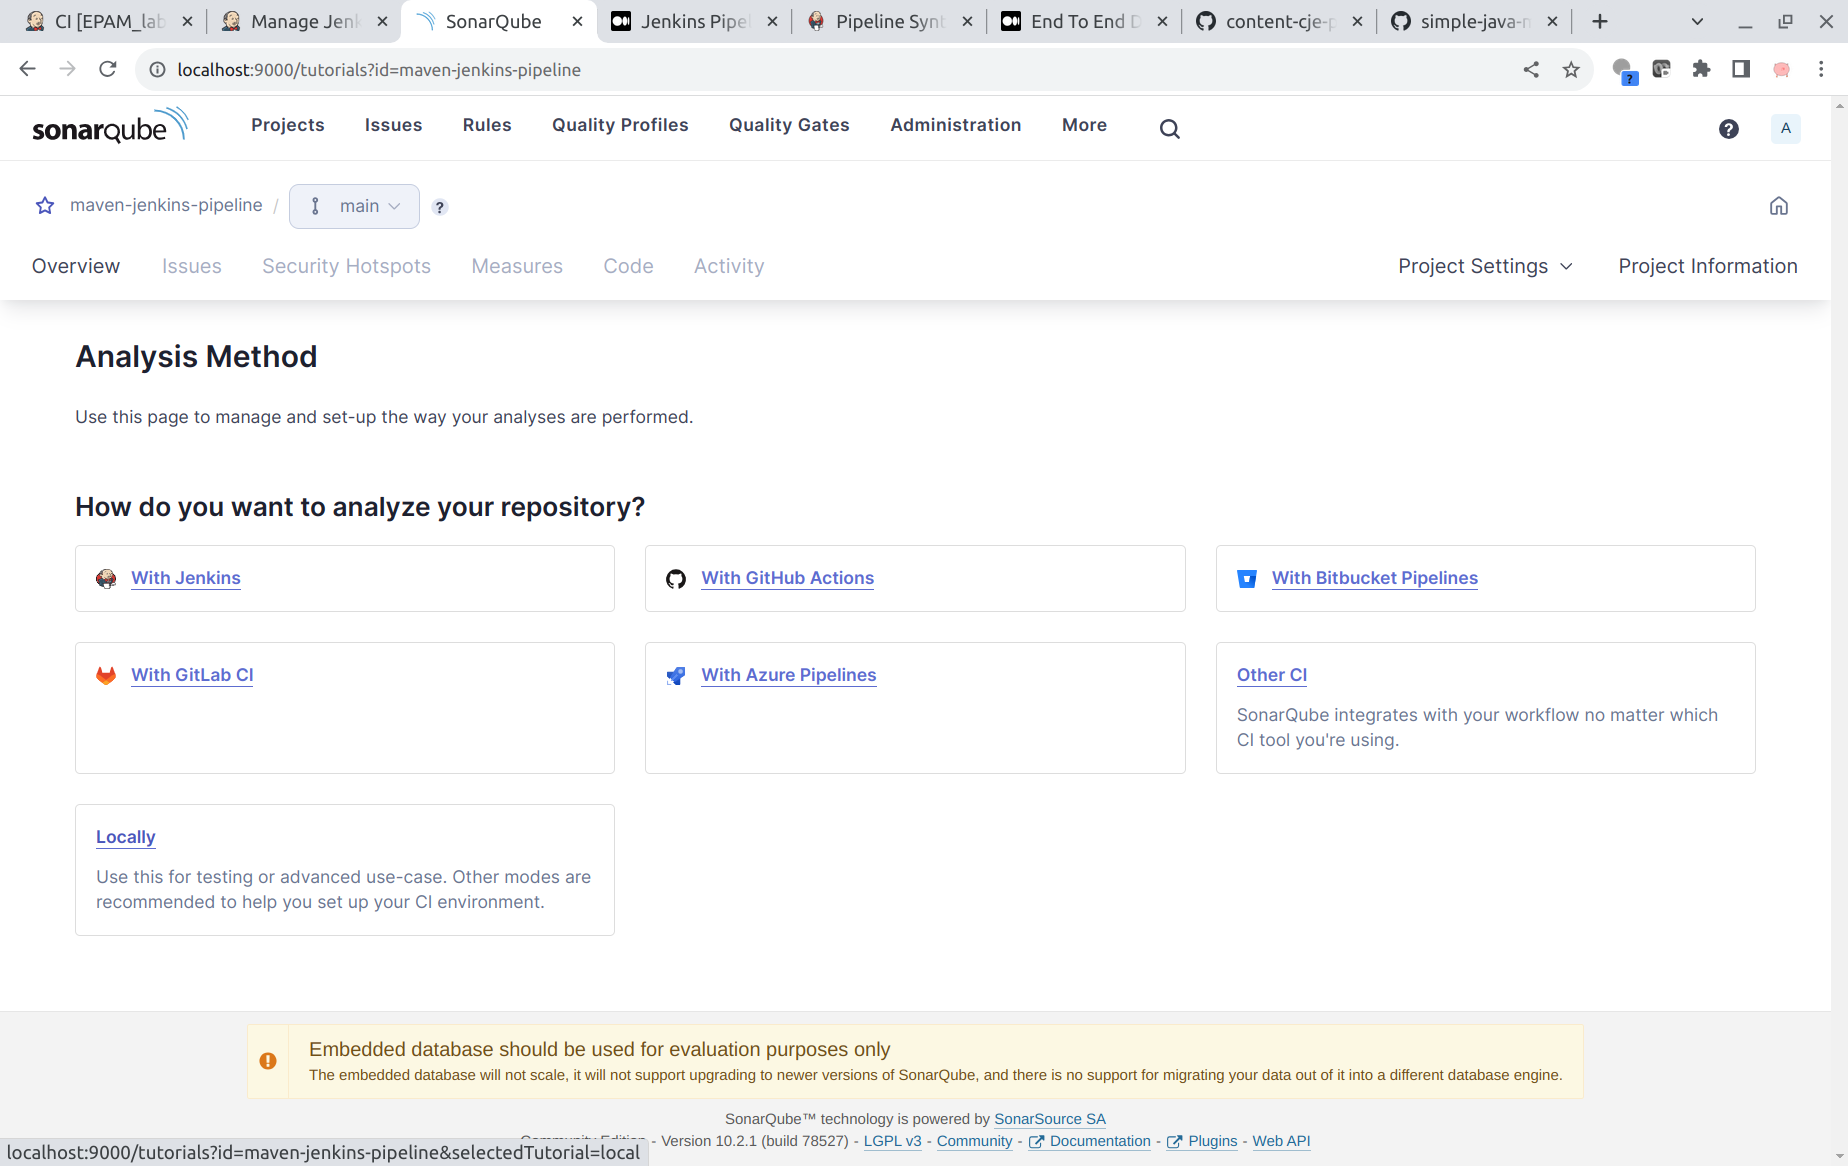 CI [EPAM_lab
Manage Jenk
SonarQube
Jenkins Pipel
Pipeline Synt
End To End D
content-cje-p
simple-java-m
localhost:9000/tutorials?id=maven-jenkins-pipeline
sonarqube
Projects
Issues
Rules
Quality Profiles
Quality Gates
Administration
More
?
A
maven-jenkins-pipeline / main ?
Overview
Issues
Security Hotspots
Measures
Code
Activity
Project Settings
Project Information
Analysis Method
Use this page to manage and set-up the way your analyses are performed.
How do you want to analyze your repository?
With Jenkins
With GitHub Actions
With Bitbucket Pipelines
With GitLab CI
With Azure Pipelines
Other CI
SonarQube integrates with your workflow no matter which
CI tool you're using.
Locally
Use this for testing or advanced use-case. Other modes are
recommended to help you set up your CI environment.
Embedded database should be used for evaluation purposes only
The embedded database will not scale, it will not support upgrading to newer versions of SonarQube, and there is no support for migrating your data out of it into a different database engine.
SonarQube™ technology is powered by SonarSource SA
Community Edition - Version 10.2.1 (build 78527) - LGPL v3 - Community - Documentation - Plugins - Web API
localhost:9000/tutorials?id=maven-jenkins-pipeline&selectedTutorial=local